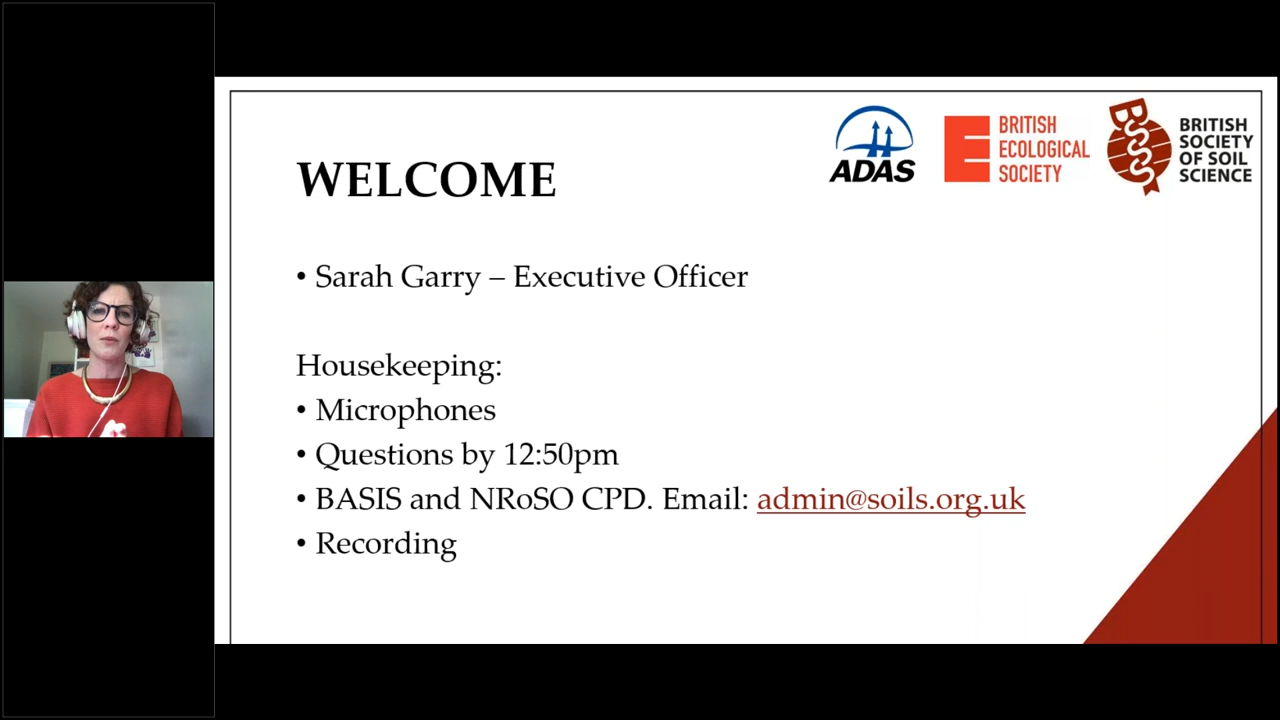 WELCOME
ADAS
BRITISH
ECOLOGICAL
SOCIETY
BSSS
BRITISH
SOCIETY
OF SOIL
SCIENCE
• Sarah Garry – Executive Officer
Housekeeping:
• Microphones
• Questions by 12:50pm
• BASIS and NRoSO CPD. Email: admin@soils.org.uk
• Recording